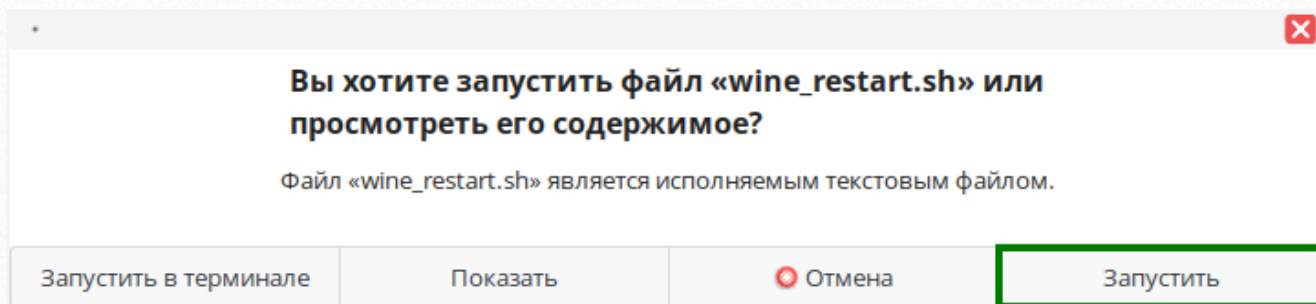 Вы хотите запустить файл «wine_restart.sh» или
просмотреть его содержимое?
Файл «wine_restart.sh» является исполняемым текстовым файлом.
Запустить в терминале
Показать
Отмена
Запустить